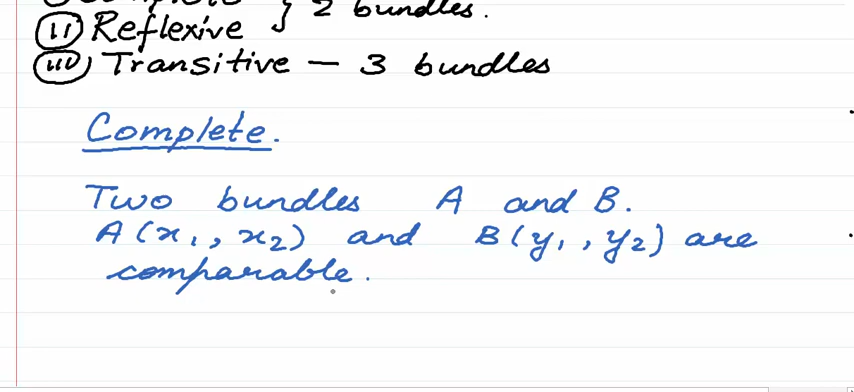 } 2 bundles.
(ii) Reflexive
(iii) Transitive — 3 bundles
Complete.
Two bundles A and B.
A (x₁, x₂) and B (y₁, y₂) are
comparable.